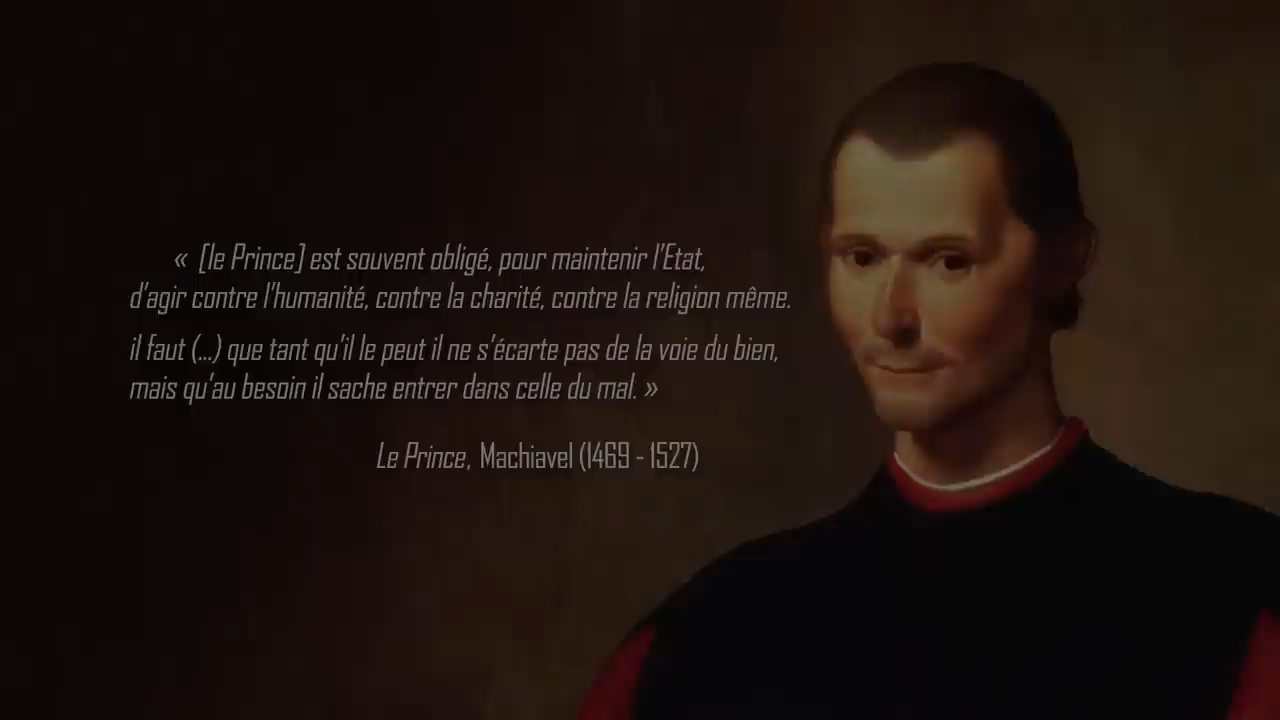 « [le Prince] est souvent obligé, pour maintenir l'Etat,
d'agir contre l'humanité, contre la charité, contre la religion même.
il faut (...) que tant qu'il le peut il ne s'écarte pas de la voie du bien,
mais qu'au besoin il sache entrer dans celle du mal. »
Le Prince, Machiavel (1469 - 1527)